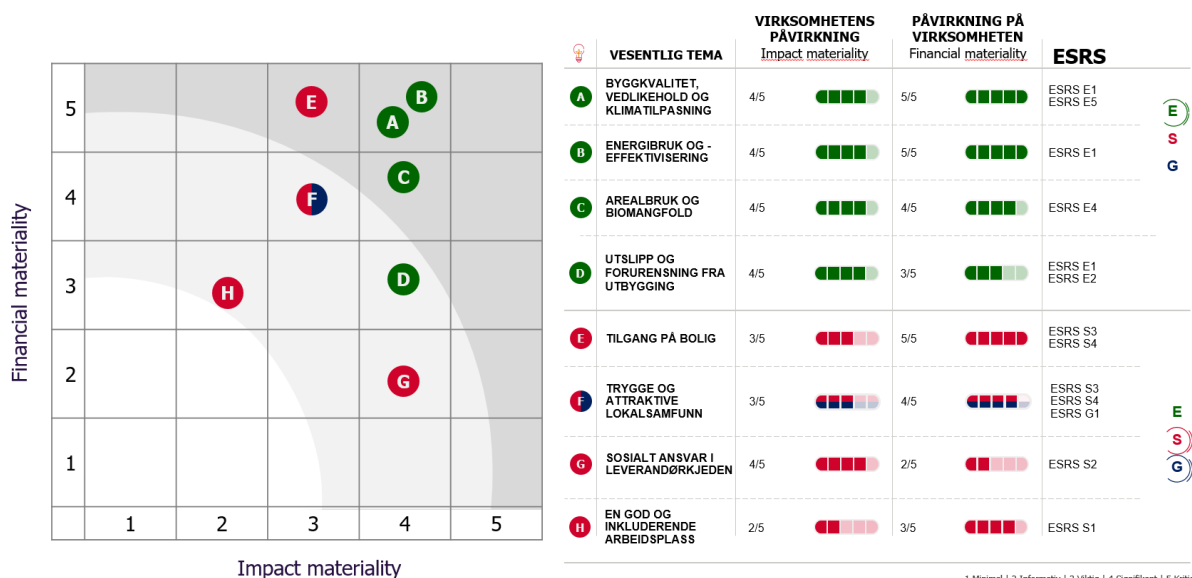 Financial materiality
5
4
3
2
1
1 2 3 4 5
Impact materiality
E
B
A
C
F
D
H
G
VIRKSOMHETENS
PÅVIRKNING
Impact materiality
PÅVIRKNING PÅ
VIRKSOMHETEN
Financial materiality
VESENTLIG TEMA
ESRS
A
BYGGKVALITET,
VEDLIKEHOLD OG
KLIMATILPASNING
4/5
5/5
ESRS E1
ESRS E5
B
ENERGIBRUK OG -
EFFEKTIVISERING
4/5
5/5
ESRS E1
C
AREALBRUK OG
BIOMANGFOLD
4/5
4/5
ESRS E4
D
UTSLIPP OG
FORURENSNING FRA
UTBYGGING
4/5
3/5
ESRS E1
ESRS E2
E
S
G
E
TILGANG PÅ BOLIG
3/5
5/5
ESRS S3
ESRS S4
F
TRYGGE OG
ATTRAKTIVE
LOKALSAMFUNN
3/5
4/5
ESRS S3
ESRS S4
ESRS G1
G
SOSIALT ANSVAR I
LEVERANDØRKJEDEN
4/5
2/5
ESRS S2
H
EN GOD OG
INKLUDERENDE
ARBEIDSPLASS
2/5
3/5
ESRS S1
E
S
G